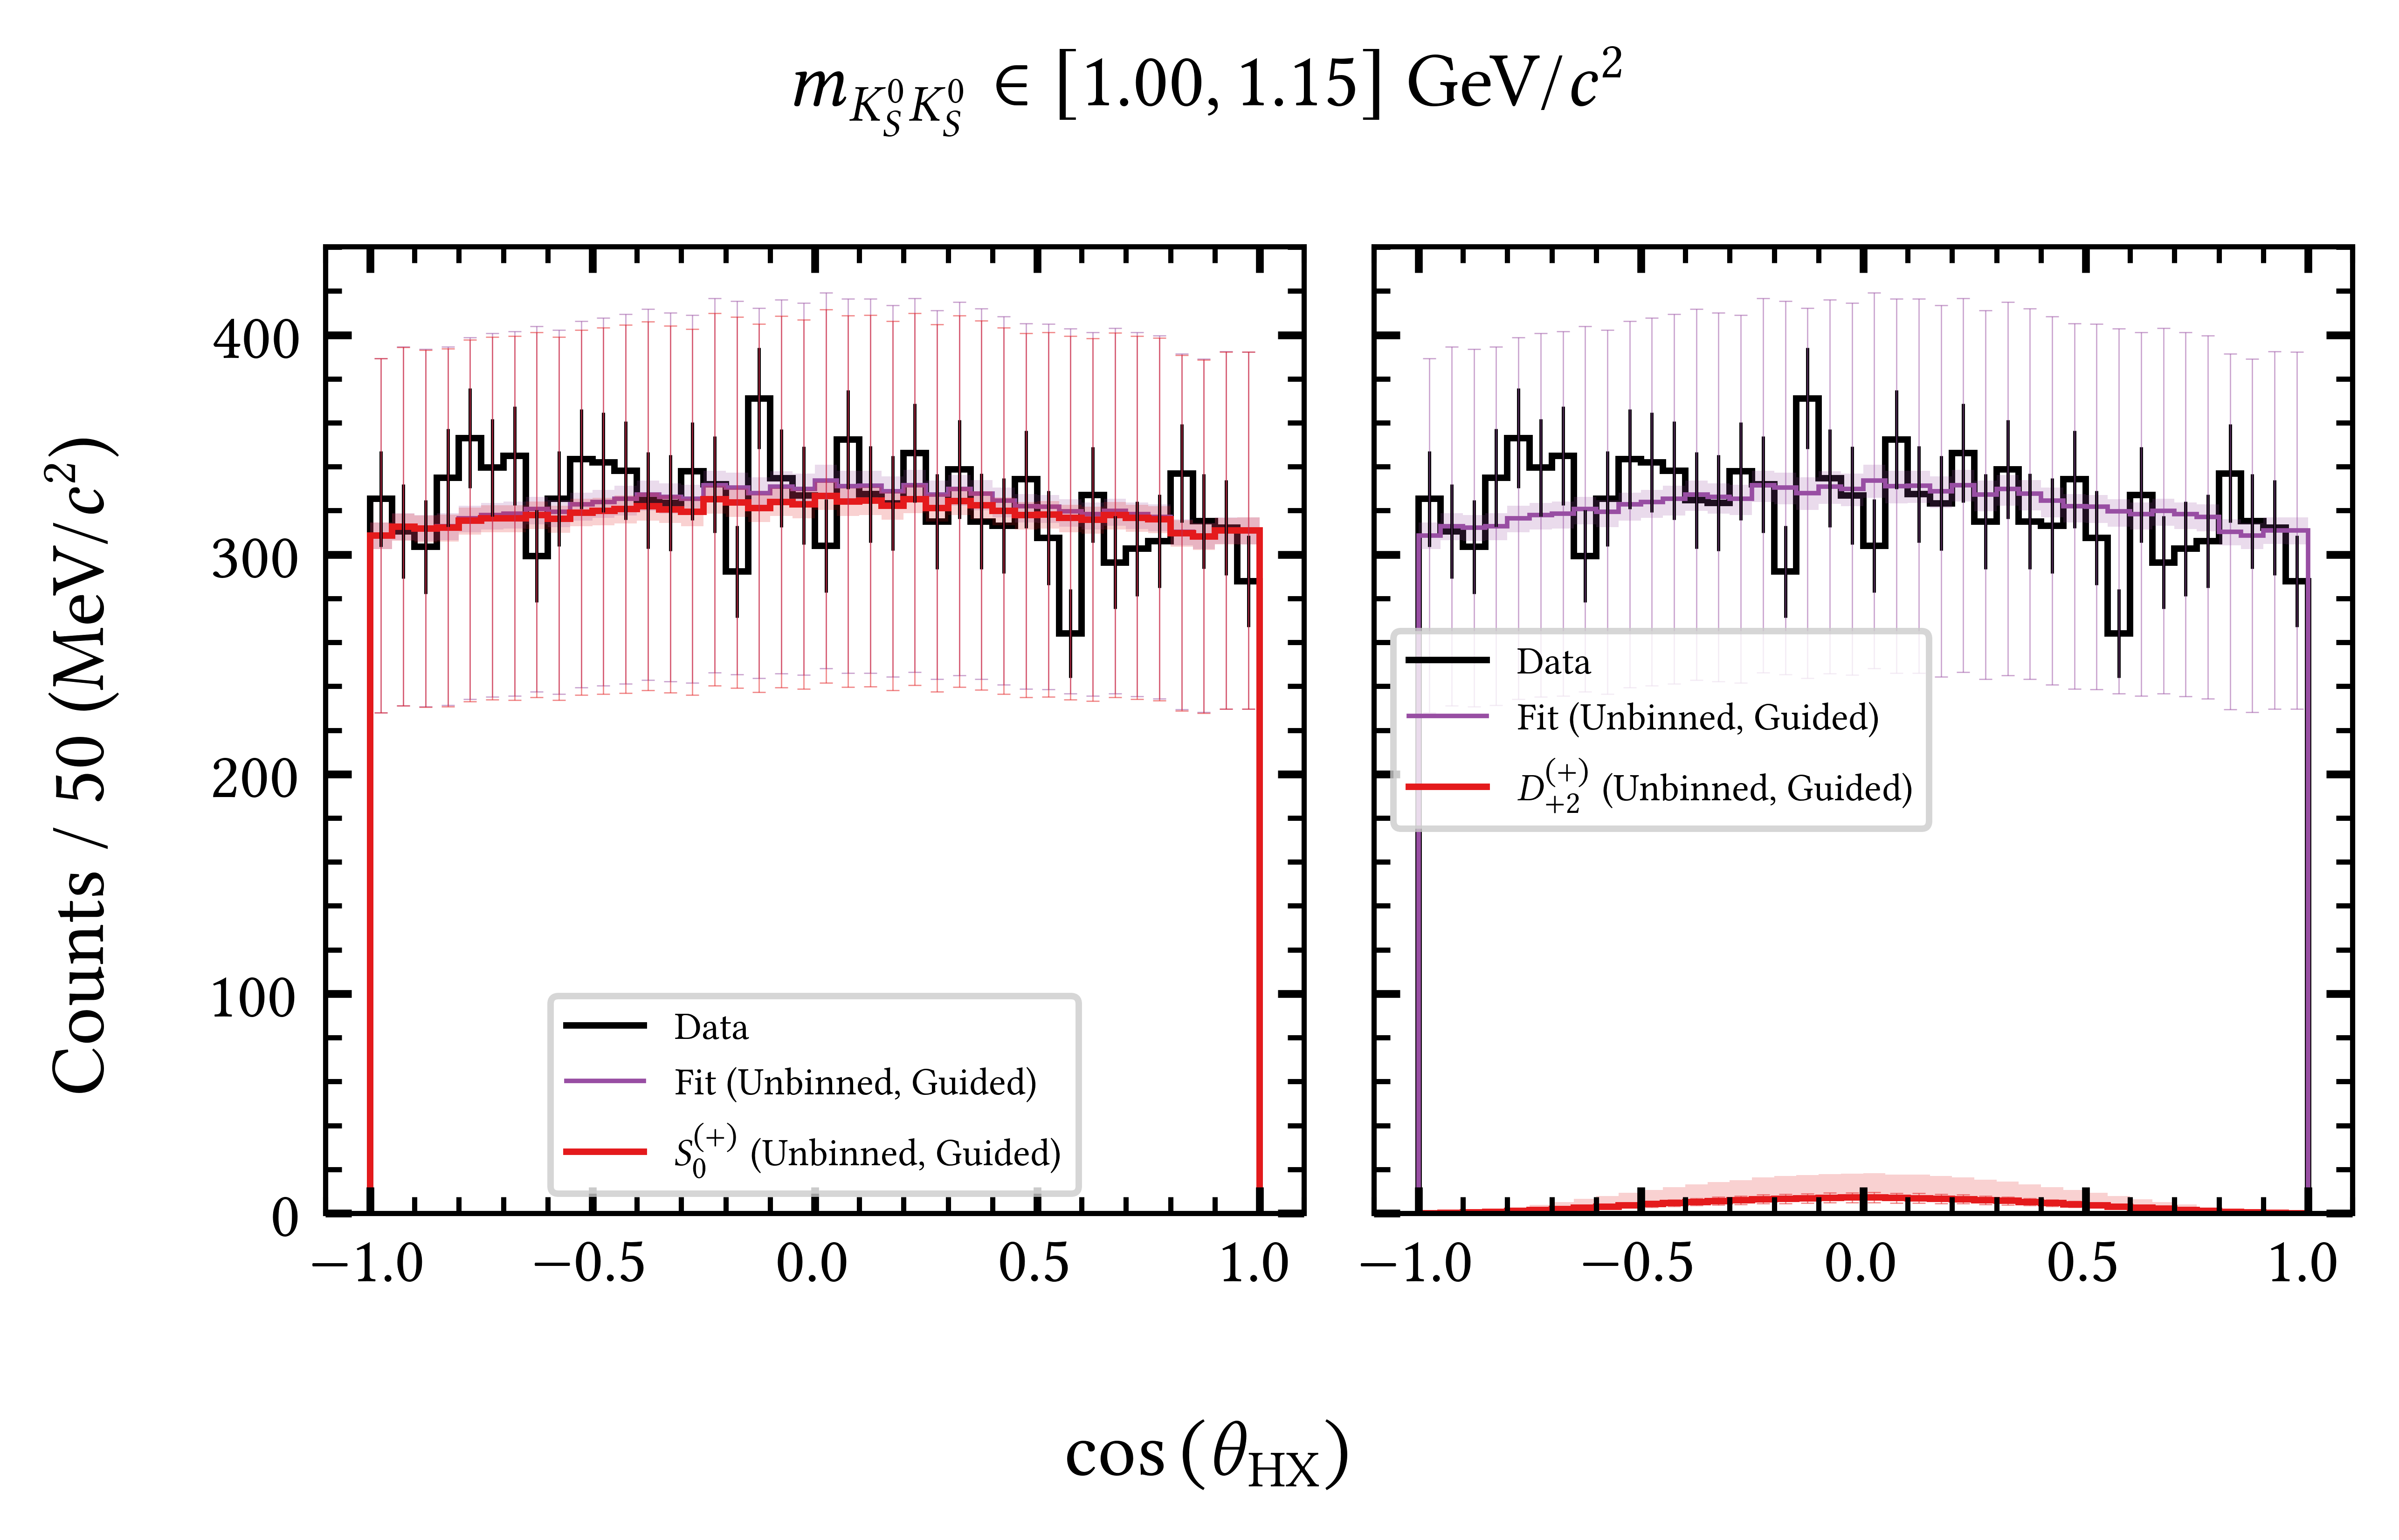 m_{K_S^0 K_S^0} ∈ [1.00, 1.15] GeV/c²
Counts / 50 (MeV/c²)
400
300
200
100
0
Data
Fit (Unbinned, Guided)
S_0^{(+)} (Unbinned, Guided)
−1.0 −0.5 0.0 0.5 1.0
Data
Fit (Unbinned, Guided)
D_{+2}^{(+)} (Unbinned, Guided)
−1.0 −0.5 0.0 0.5 1.0
cos (θ_HX)